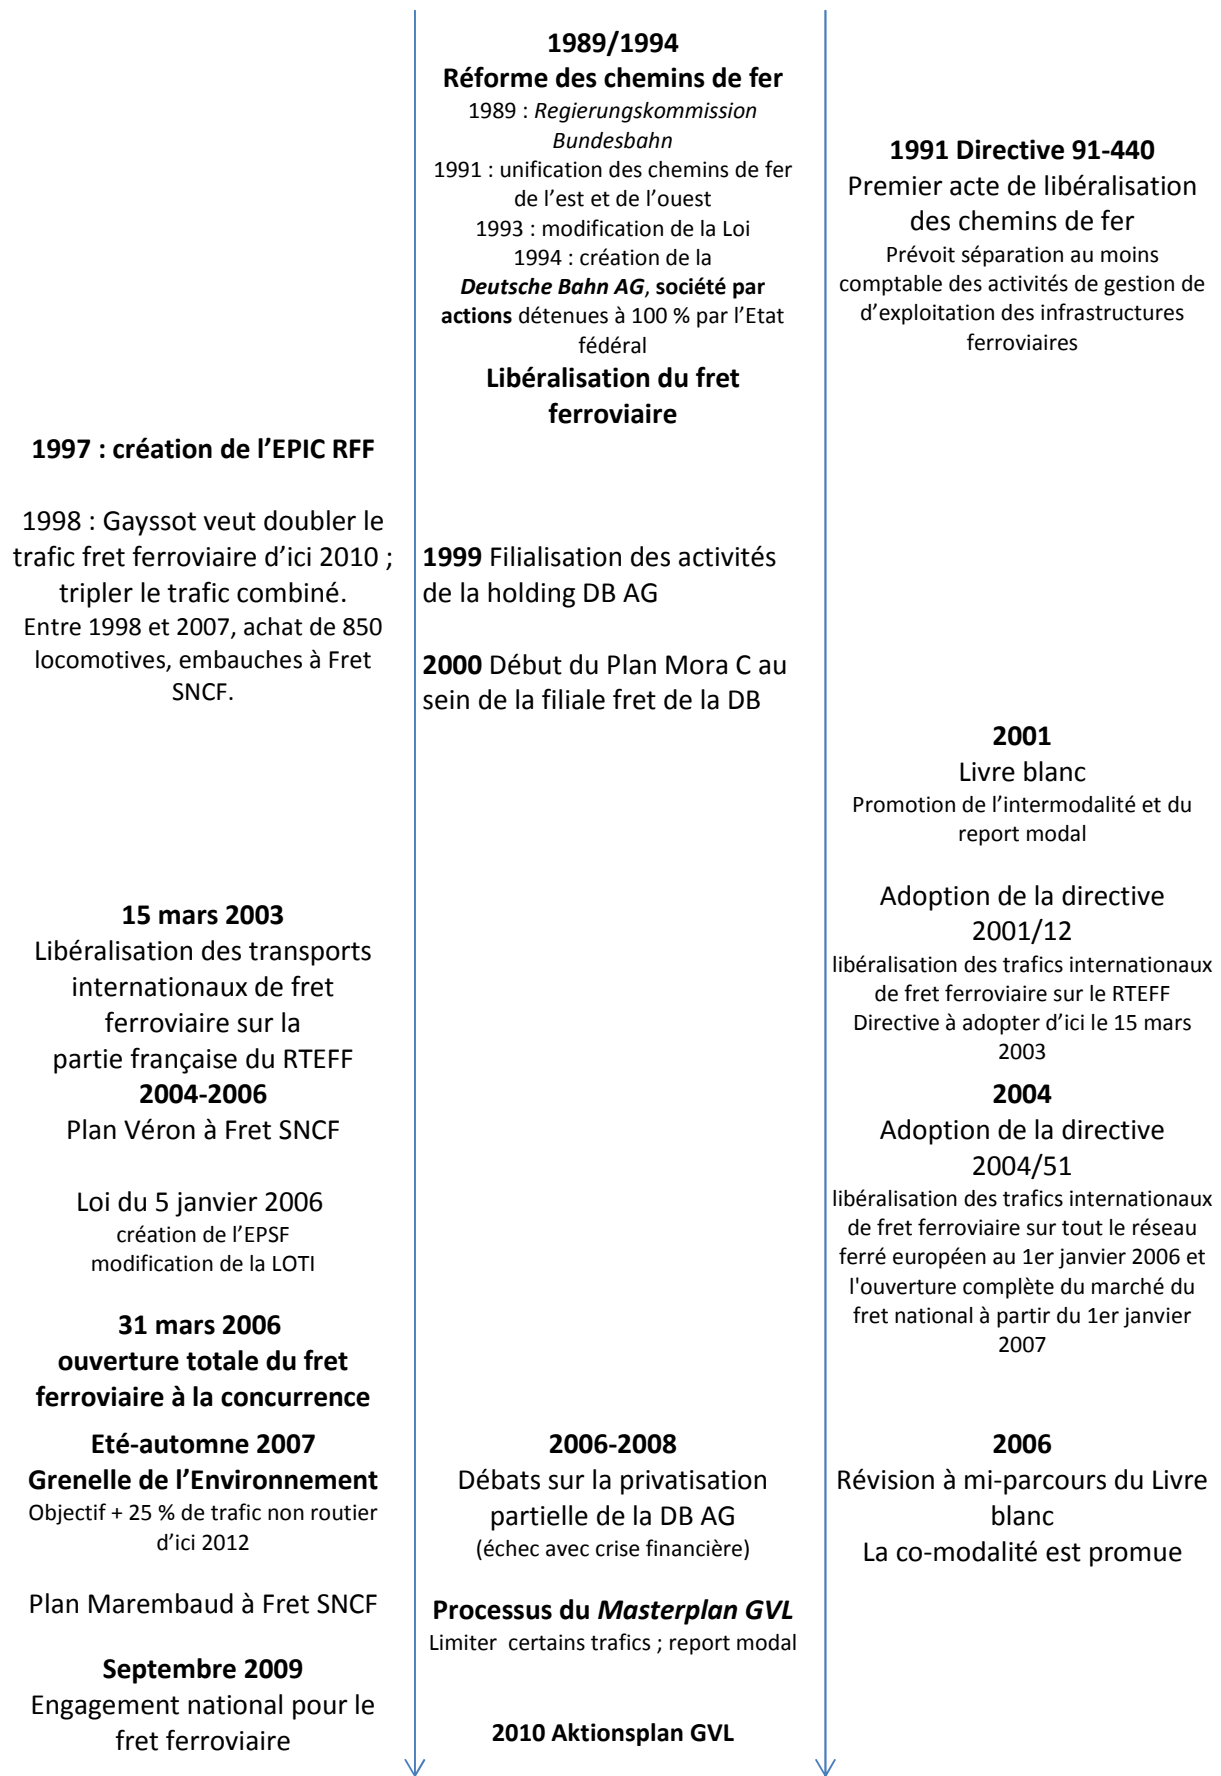 1997 : création de l’EPIC RFF
1998 : Gayssot veut doubler le
trafic fret ferroviaire d’ici 2010 ;
tripler le trafic combiné.
Entre 1998 et 2007, achat de 850
locomotives, embauches à Fret
SNCF.
15 mars 2003
Libéralisation des transports
internationaux de fret
ferroviaire sur la
partie française du RTEFF
2004-2006
Plan Véron à Fret SNCF
Loi du 5 janvier 2006
création de l’EPSF
modification de la LOTI
31 mars 2006
ouverture totale du fret
ferroviaire à la concurrence
Eté-automne 2007
Grenelle de l’Environnement
Objectif + 25 % de trafic non routier
d’ici 2012
Plan Marembaud à Fret SNCF
Septembre 2009
Engagement national pour le
fret ferroviaire
1989/1994
Réforme des chemins de fer
1989 : Regierungskommission
Bundesbahn
1991 : unification des chemins de fer
de l’est et de l’ouest
1993 : modification de la Loi
1994 : création de la
Deutsche Bahn AG, société par
actions détenues à 100 % par l’Etat
fédéral
Libéralisation du fret
ferroviaire
1999 Filialisation des activités
de la holding DB AG
2000 Début du Plan Mora C au
sein de la filiale fret de la DB
2006-2008
Débats sur la privatisation
partielle de la DB AG
(échec avec crise financière)
Processus du Masterplan GVL
Limiter certains trafics ; report modal
2010 Aktionsplan GVL
1991 Directive 91-440
Premier acte de libéralisation
des chemins de fer
Prévoit séparation au moins
comptable des activités de gestion de
d’exploitation des infrastructures
ferroviaires
2001
Livre blanc
Promotion de l’intermodalité et du
report modal
Adoption de la directive
2001/12
libéralisation des trafics internationaux
de fret ferroviaire sur le RTEFF
Directive à adopter d’ici le 15 mars
2003
2004
Adoption de la directive
2004/51
libéralisation des trafics internationaux
de fret ferroviaire sur tout le réseau
ferré européen au 1er janvier 2006 et
l'ouverture complète du marché du
fret national à partir du 1er janvier
2007
2006
Révision à mi-parcours du Livre
blanc
La co-modalité est promue